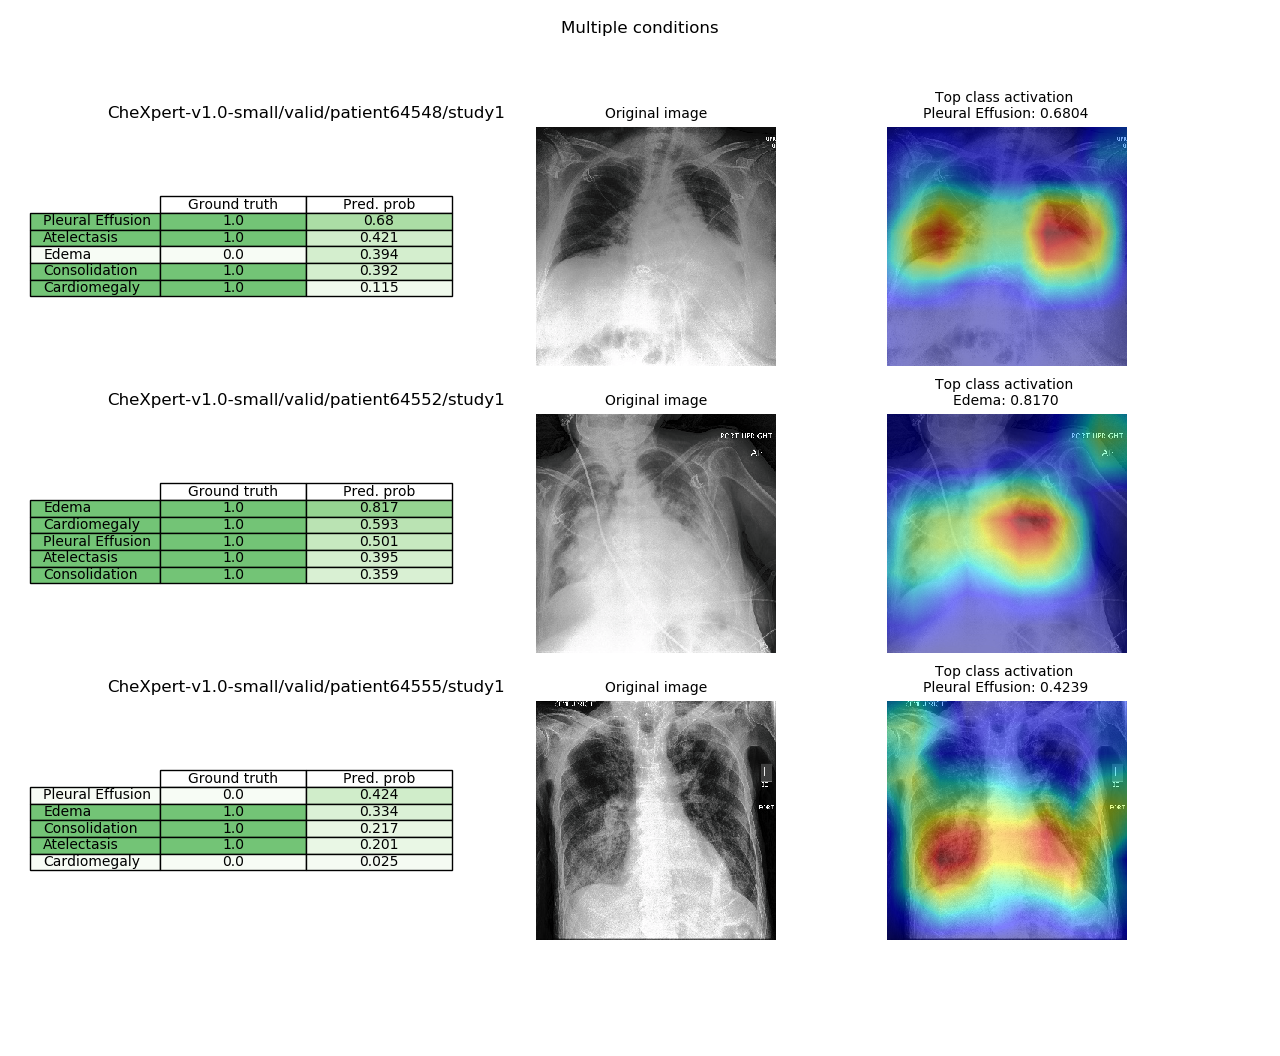 Multiple conditions
CheXpert-v1.0-small/valid/patient64548/study1
Original image
Top class activation
Pleural Effusion: 0.6804
Ground truth Pred. prob
Pleural Effusion 1.0 0.68
Atelectasis 1.0 0.421
Edema 0.0 0.394
Consolidation 1.0 0.392
Cardiomegaly 1.0 0.115
CheXpert-v1.0-small/valid/patient64552/study1
Original image
Top class activation
Edema: 0.8170
PORT UPRIGHT
PORT UPRIGHT
Ground truth Pred. prob
Edema 1.0 0.817
Cardiomegaly 1.0 0.593
Pleural Effusion 1.0 0.501
Atelectasis 1.0 0.395
Consolidation 1.0 0.359
CheXpert-v1.0-small/valid/patient64555/study1
Original image
Top class activation
Pleural Effusion: 0.4239
Ground truth Pred. prob
Pleural Effusion 0.0 0.424
Edema 1.0 0.334
Consolidation 1.0 0.217
Atelectasis 1.0 0.201
Cardiomegaly 0.0 0.025
PORT
PORT